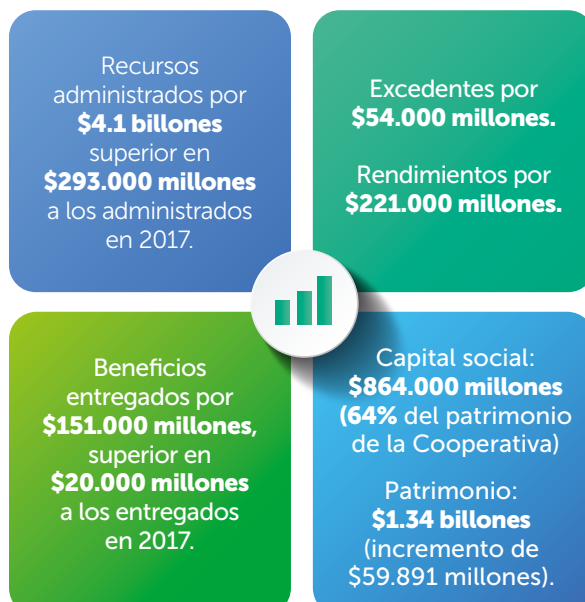 Recursos
administrados por
$4.1 billones
superior en
$293.000 millones
a los administrados
en 2017.
Excedentes por
$54.000 millones.
Rendimientos por
$221.000 millones.
Beneficios
entregados por
$151.000 millones,
superior en
$20.000 millones
a los entregados
en 2017.
Capital social:
$864.000 millones
(64% del patrimonio
de la Cooperativa)
Patrimonio:
$1.34 billones
(incremento de
$59.891 millones).